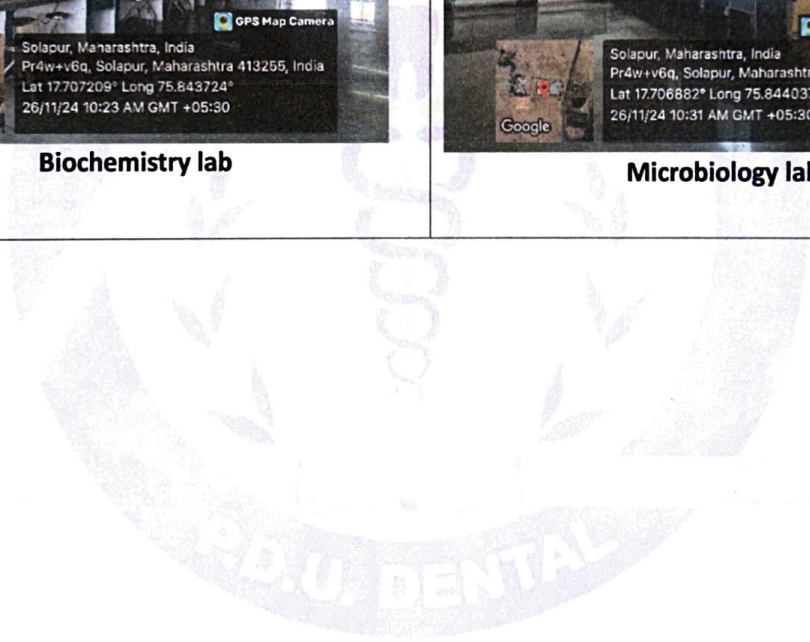 GPS Map Camera
Solapur, Maharashtra, India
Pr4w+v6q, Solapur, Maharashtra 413255, India
Lat 17.707209° Long 75.843724°
26/11/24 10:23 AM GMT +05:30
Biochemistry lab
Google
Solapur, Maharashtra, India
Pr4w+v6q, Solapur, Maharasht
Lat 17.706882° Long 75.84403
26/11/24 10:31 AM GMT +05:30
Microbiology la
P.D.U. DENTAL